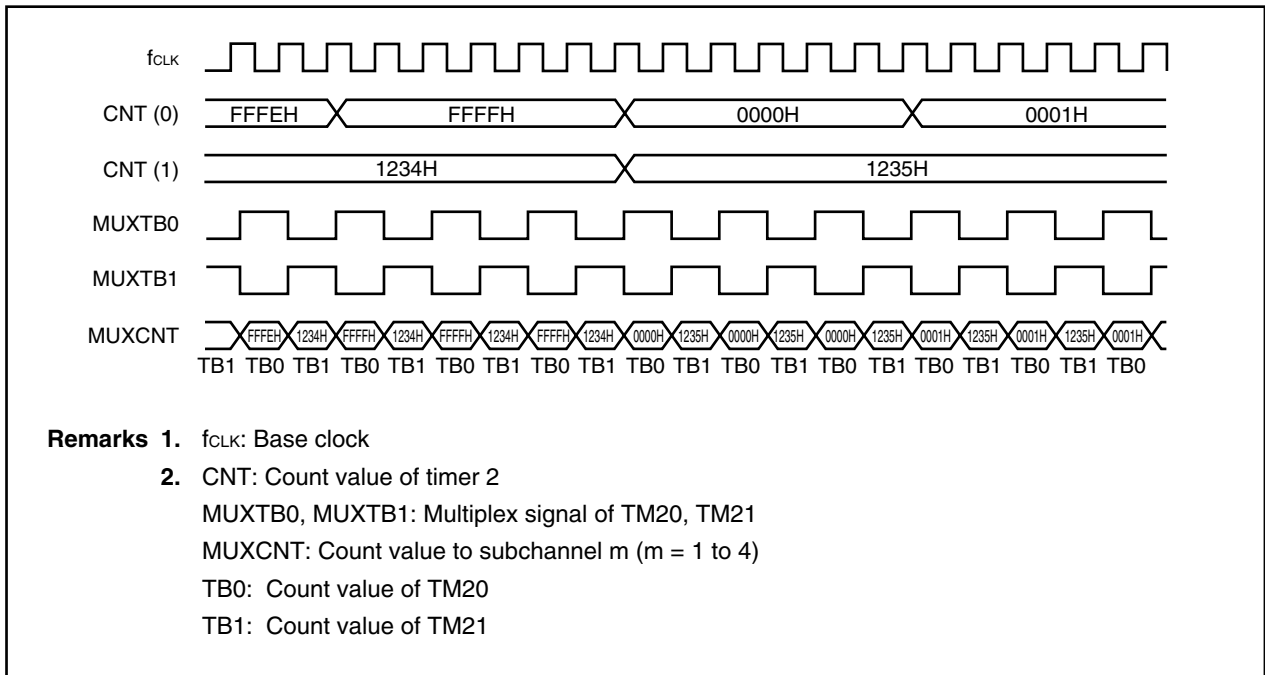 fCLK
CNT (0) FFFEH FFFFH 0000H 0001H
CNT (1) 1234H 1235H
MUXTB0
MUXTB1
MUXCNT FFFEH 1234H FFFFH 1234H FFFFH 1234H FFFFH 1234H 0000H 1235H 0000H 1235H 0000H 1235H 0001H 1235H 0001H 1235H 0001H
TB1 TB0 TB1 TB0 TB1 TB0 TB1 TB0 TB1 TB0 TB1 TB0 TB1 TB0 TB1 TB0 TB1 TB0 TB1 TB0
Remarks 1. fCLK: Base clock
2. CNT: Count value of timer 2
MUXTB0, MUXTB1: Multiplex signal of TM20, TM21
MUXCNT: Count value to subchannel m (m = 1 to 4)
TB0: Count value of TM20
TB1: Count value of TM21